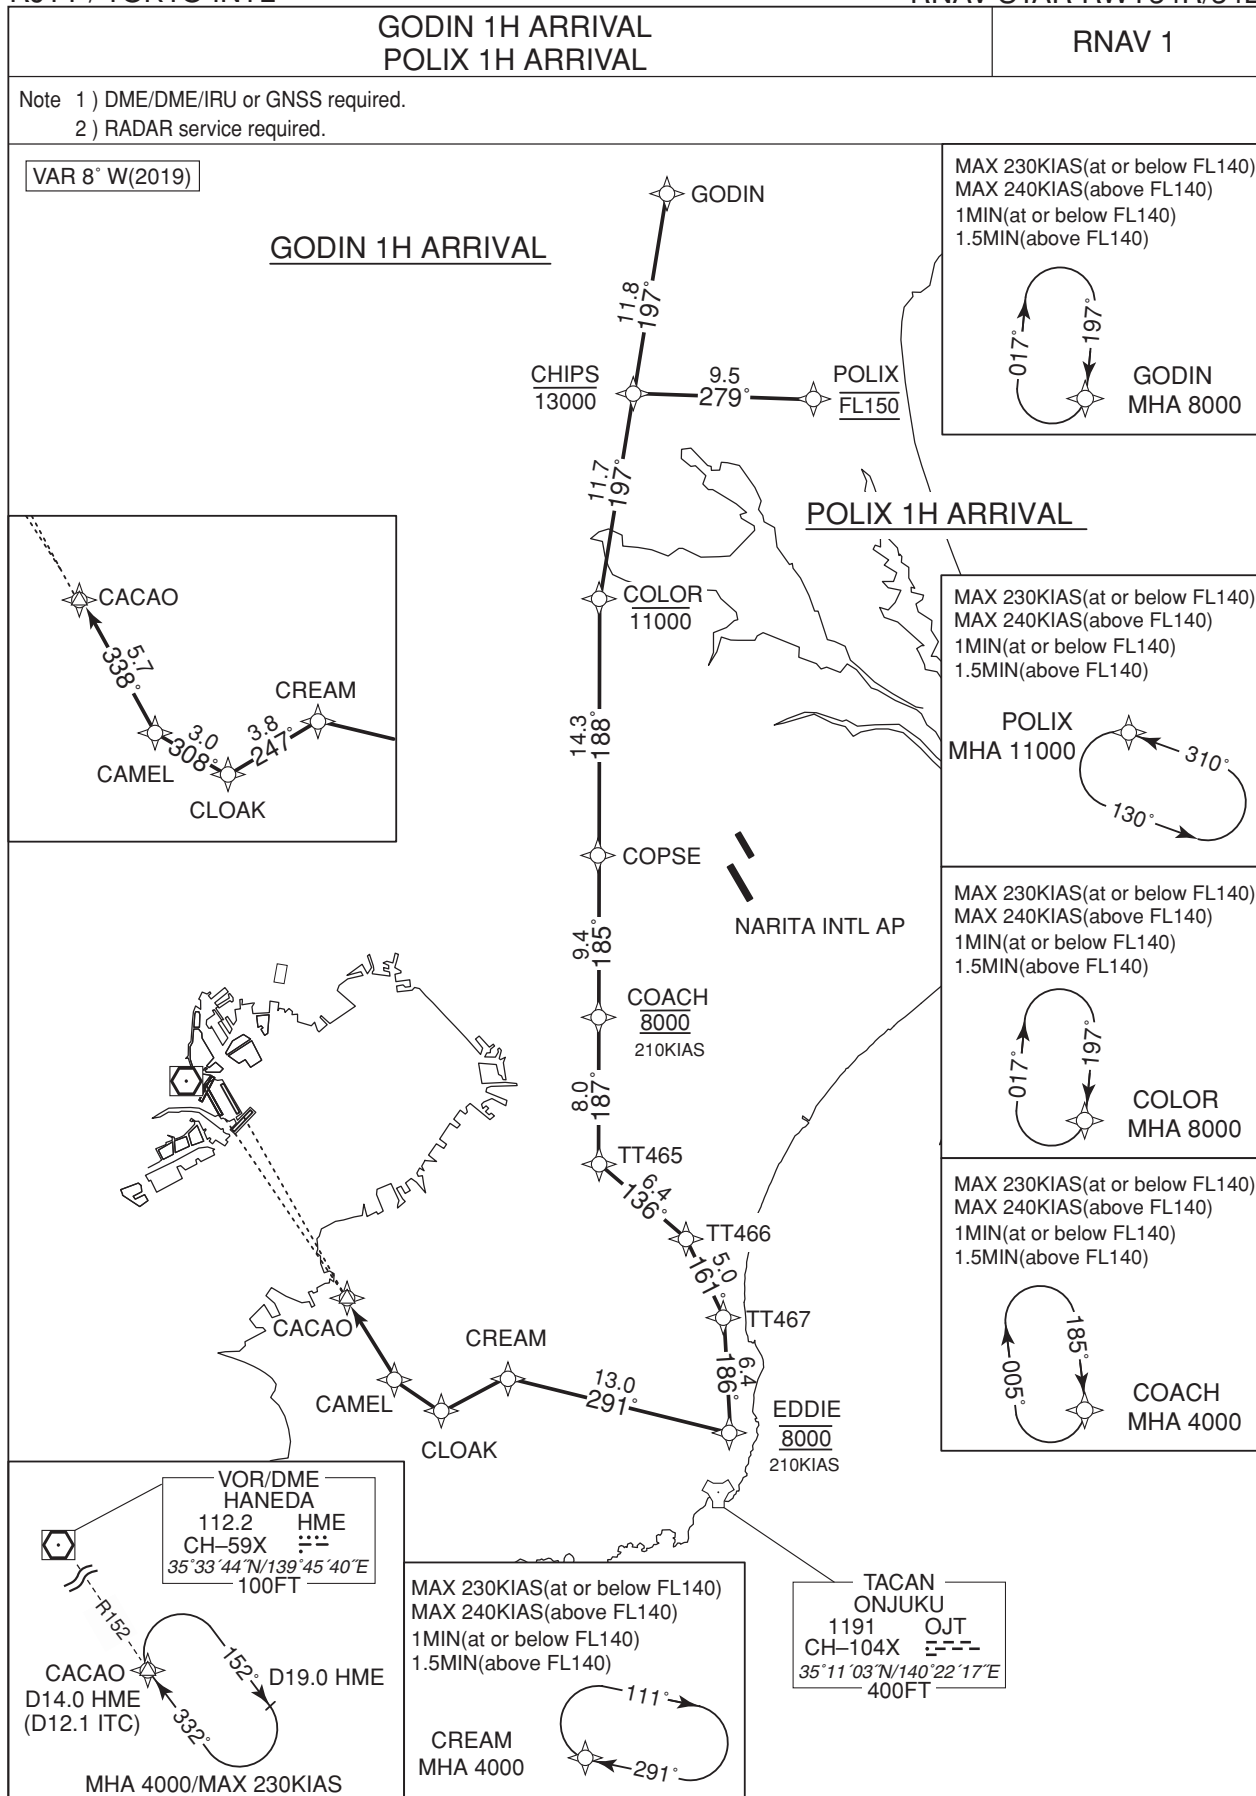 GODIN 1H ARRIVAL
POLIX 1H ARRIVAL
RNAV 1
Note 1 ) DME/DME/IRU or GNSS required.
2 ) RADAR service required.
VAR 8° W(2019)
GODIN 1H ARRIVAL
GODIN
11.8
197°
CHIPS
13000
9.5
279°
POLIX
FL150
11.7
197°
POLIX 1H ARRIVAL
COLOR
11000
14.3
188°
COPSE
NARITA INTL AP
9.4
185°
COACH
8000
210KIAS
8.0
187°
TT465
6.4
136°
TT466
5.0
161°
TT467
6.4
186°
EDDIE
8000
210KIAS
13.0
291°
CREAM
CLOAK
CAMEL
CACAO
CACAO
5.7
338°
CREAM
3.0
308°
3.8
247°
CAMEL
CLOAK
MAX 230KIAS(at or below FL140)
MAX 240KIAS(above FL140)
1MIN(at or below FL140)
1.5MIN(above FL140)
017°
197°
GODIN
MHA 8000
MAX 230KIAS(at or below FL140)
MAX 240KIAS(above FL140)
1MIN(at or below FL140)
1.5MIN(above FL140)
POLIX
MHA 11000
310°
130°
MAX 230KIAS(at or below FL140)
MAX 240KIAS(above FL140)
1MIN(at or below FL140)
1.5MIN(above FL140)
017°
197°
COLOR
MHA 8000
MAX 230KIAS(at or below FL140)
MAX 240KIAS(above FL140)
1MIN(at or below FL140)
1.5MIN(above FL140)
005°
185°
COACH
MHA 4000
VOR/DME
HANEDA
112.2 HME
CH–59X
35°33´44˝N/139°45´40˝E
100FT
R152
CACAO
D14.0 HME
(D12.1 ITC)
152°
D19.0 HME
332°
MHA 4000/MAX 230KIAS
MAX 230KIAS(at or below FL140)
MAX 240KIAS(above FL140)
1MIN(at or below FL140)
1.5MIN(above FL140)
111°
CREAM
MHA 4000
291°
TACAN
ONJUKU
1191 OJT
CH–104X
35°11´03˝N/140°22´17˝E
400FT